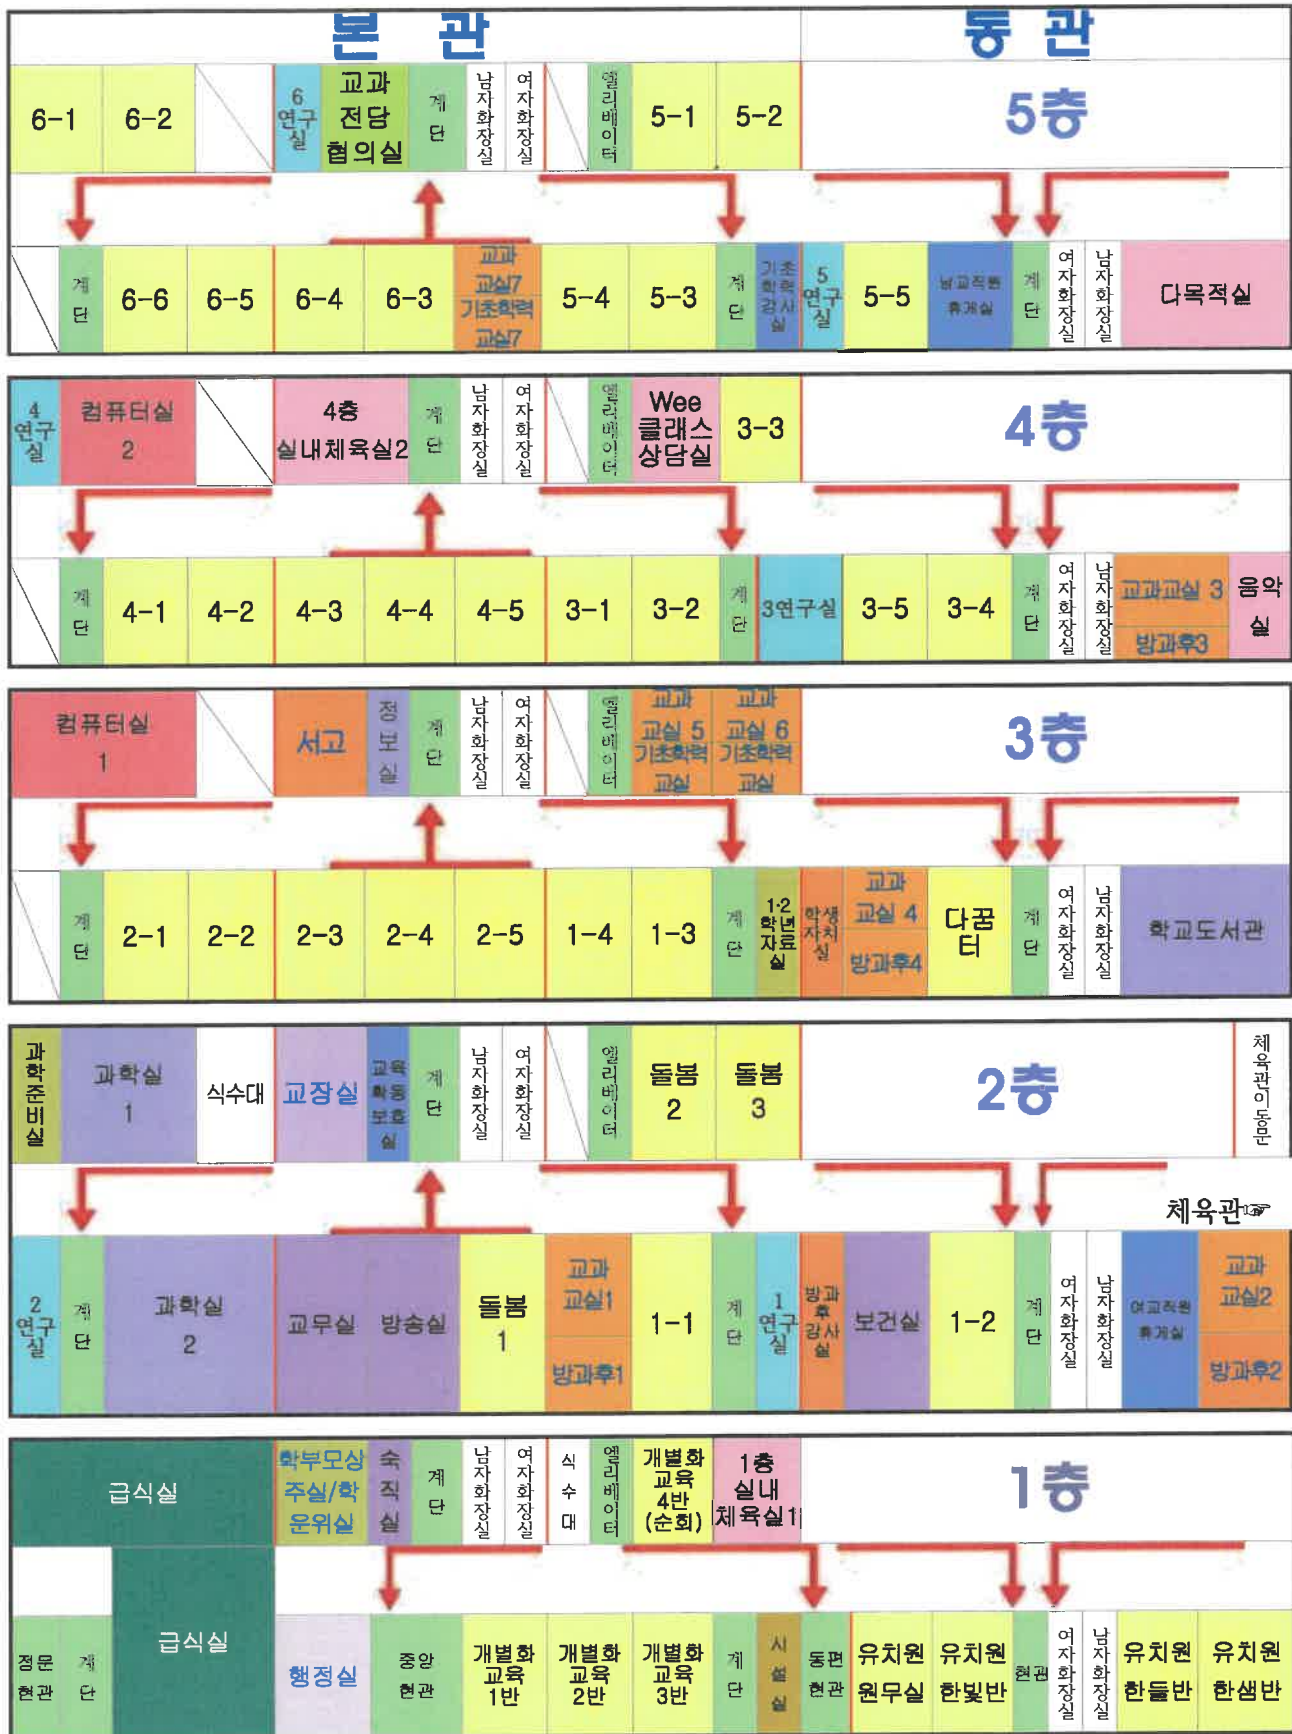 본 관
동 관
6-1
6-2
6
연구
실
교과
전담
협의실
계
단
남자화장실
여자화장실
엘리베이터
5-1
5-2
5층
계
단
6-6
6-5
6-4
6-3
교과
교실7
기초학력
교실7
5-4
5-3
계
단
기초
학력
강사
실
5
연구
실
5-5
남교직원
휴게실
계
단
여자화장실
남자화장실
다목적실
4
연구
실
컴퓨터실
2
4층
실내체육실2
계
단
남자화장실
여자화장실
엘리베이터
Wee
클래스
상담실
3-3
4층
계
단
4-1
4-2
4-3
4-4
4-5
3-1
3-2
계
단
3연구실
3-5
3-4
계
단
여자화장실
남자화장실
교과교실 3
방과후3
음악
실
컴퓨터실
1
서고
정보실
계
단
남자화장실
여자화장실
엘리베이터
교과
교실 5
기초학력
교실
교과
교실 6
기초학력
교실
3층
계
단
2-1
2-2
2-3
2-4
2-5
1-4
1-3
계
단
1·2
학년
자료
실
학생
자치
실
교과
교실 4
방과후4
다꿈
터
계
단
여자화장실
남자화장실
학교도서관
과학준비실
과학실
1
식수대
교장실
교육
활동
보호
실
계
단
남자화장실
여자화장실
엘리베이터
돌봄
2
돌봄
3
2층
체육관이동문
체육관☞
2
연구
실
계
단
과학실
2
교무실
방송실
돌봄
1
교과
교실1
방과후1
1-1
계
단
1
연구
실
방과
후
강사
실
보건실
1-2
계
단
여자화장실
남자화장실
여교직원
휴게실
교과
교실2
방과후2
급식실
학부모상
주실/학
운위실
숙직실
계
단
남자화장실
여자화장실
식수대
엘리베이터
개별화
교육
4반
(순회)
1층
실내
체육실1
1층
정문
현관
계
단
급식실
행정실
중앙
현관
개별화
교육
1반
개별화
교육
2반
개별화
교육
3반
계
단
시설실
동편
현관
유치원
원무실
유치원
한빛반
현관
여자화장실
남자화장실
유치원
한들반
유치원
한샘반